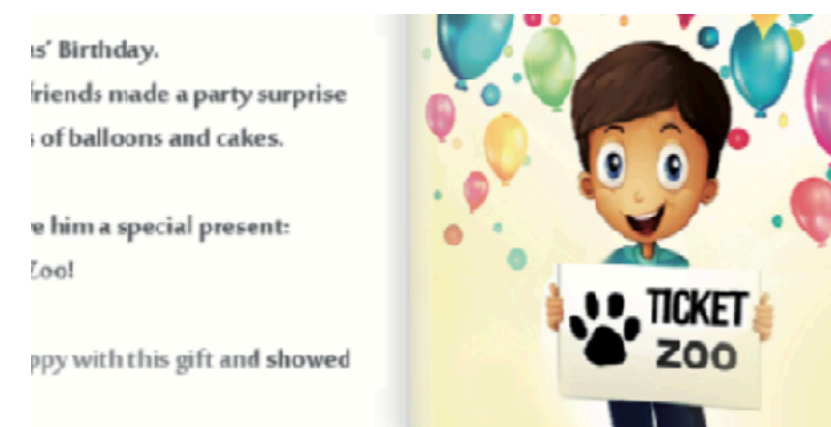 s' Birthday.
friends made a party surprise
of balloons and cakes.
him a special present:
Zoo!
with this gift and showed
TICKET
ZOO